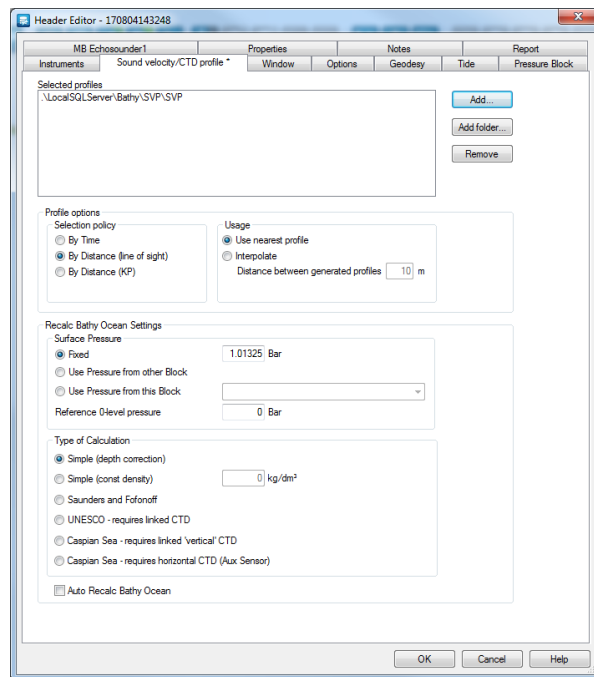 Header Editor - 170804143248
x
MB Echosounder1 Properties Notes Report
Instruments Sound velocity/CTD profile * Window Options Geodesy Tide Pressure Block
Selected profiles
.\LocalSQLServer\Bathy\SVP\SVP
Add...
Add folder...
Remove
Profile options
Selection policy
By Time
By Distance (line of sight)
By Distance (KP)
Usage
Use nearest profile
Interpolate
Distance between generated profiles 10 m
Recalc Bathy Ocean Settings
Surface Pressure
Fixed 1.01325 Bar
Use Pressure from other Block
Use Pressure from this Block
Reference 0-level pressure 0 Bar
Type of Calculation
Simple (depth correction)
Simple (const density) 0 kg/dm³
Saunders and Fofonoff
UNESCO - requires linked CTD
Caspian Sea - requires linked 'vertical' CTD
Caspian Sea - requires horizontal CTD (Aux Sensor)
Auto Recalc Bathy Ocean
OK Cancel Help